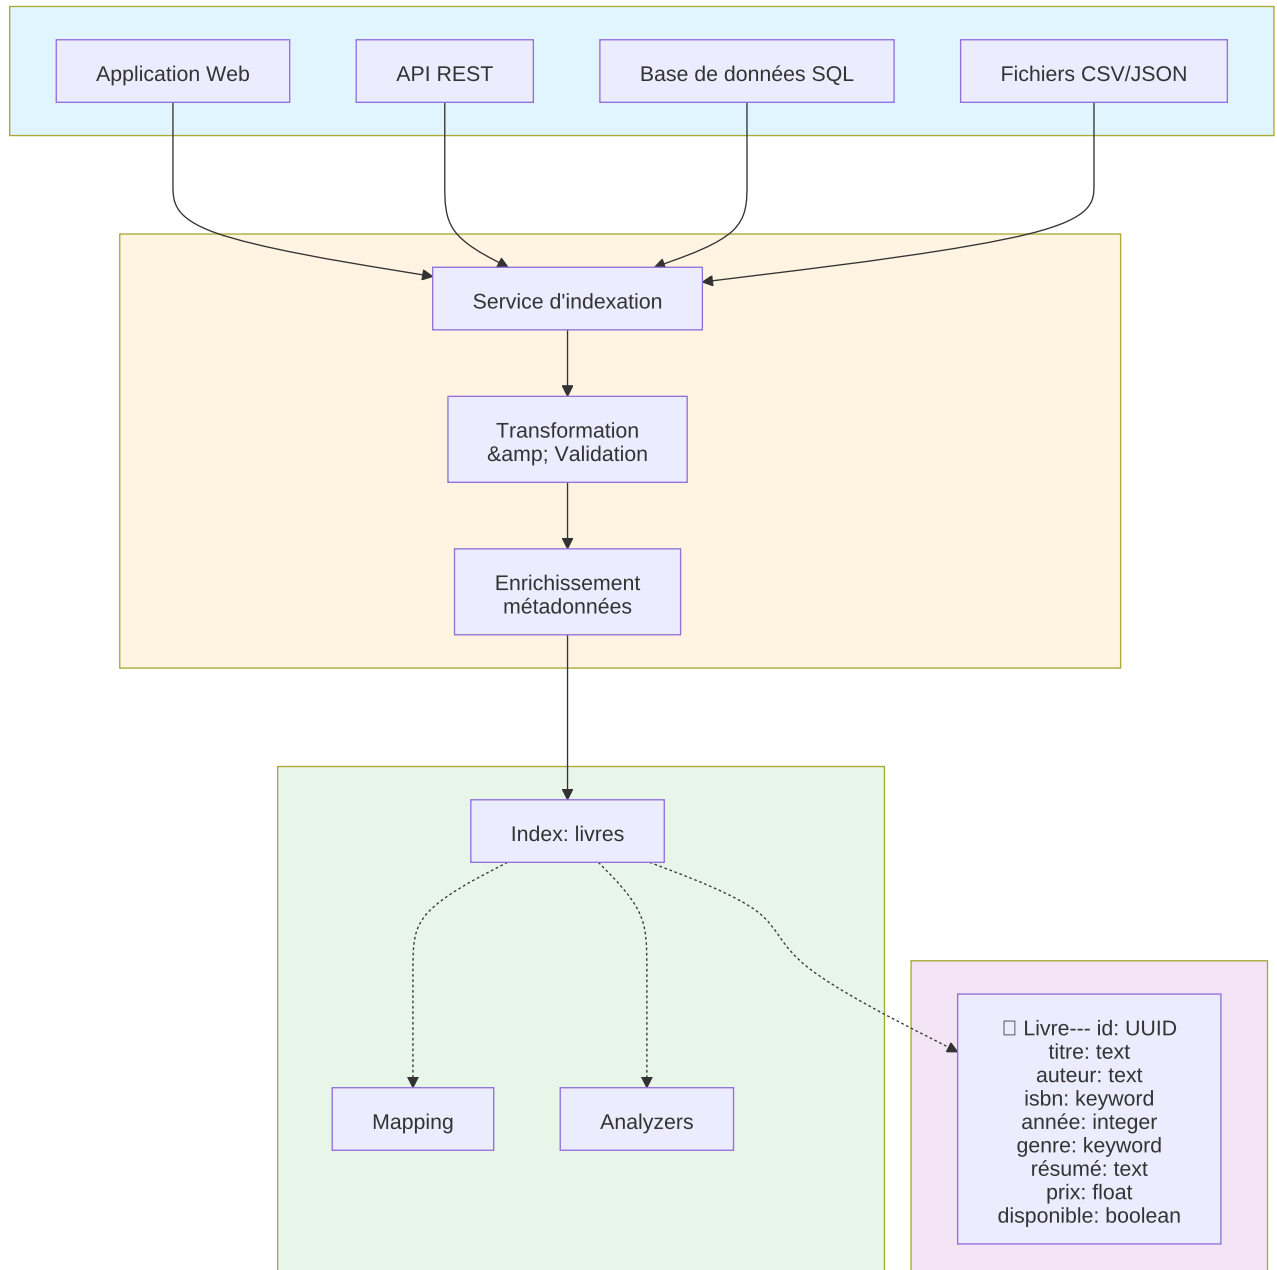 Application Web
API REST
Base de données SQL
Fichiers CSV/JSON
Service d'indexation
Transformation
&amp; Validation
Enrichissement
métadonnées
Index: livres
Mapping
Analyzers
Livre--- id: UUID
titre: text
auteur: text
isbn: keyword
année: integer
genre: keyword
résumé: text
prix: float
disponible: boolean